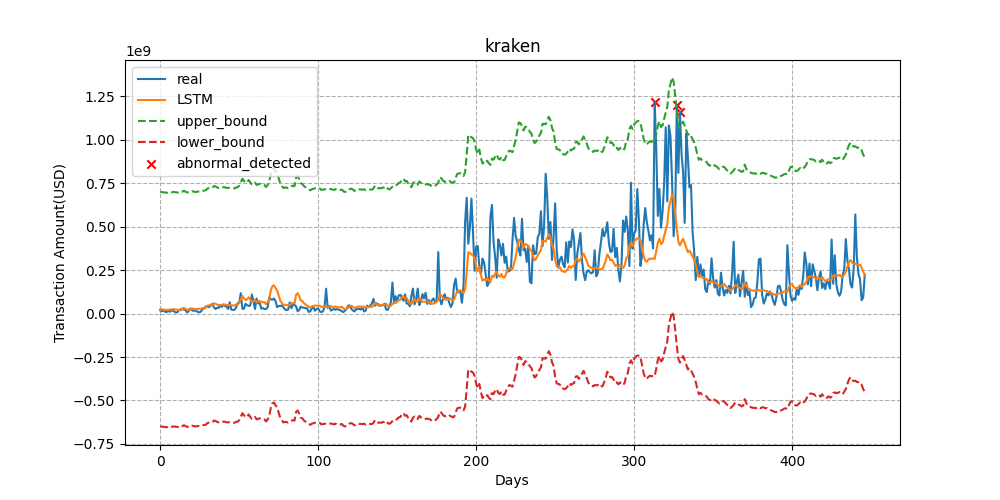 kraken
1e9
real
LSTM
upper_bound
lower_bound
abnormal_detected
1.25
1.00
0.75
0.50
0.25
0.00
−0.25
−0.50
−0.75
Transaction Amount(USD)
0 100 200 300 400
Days